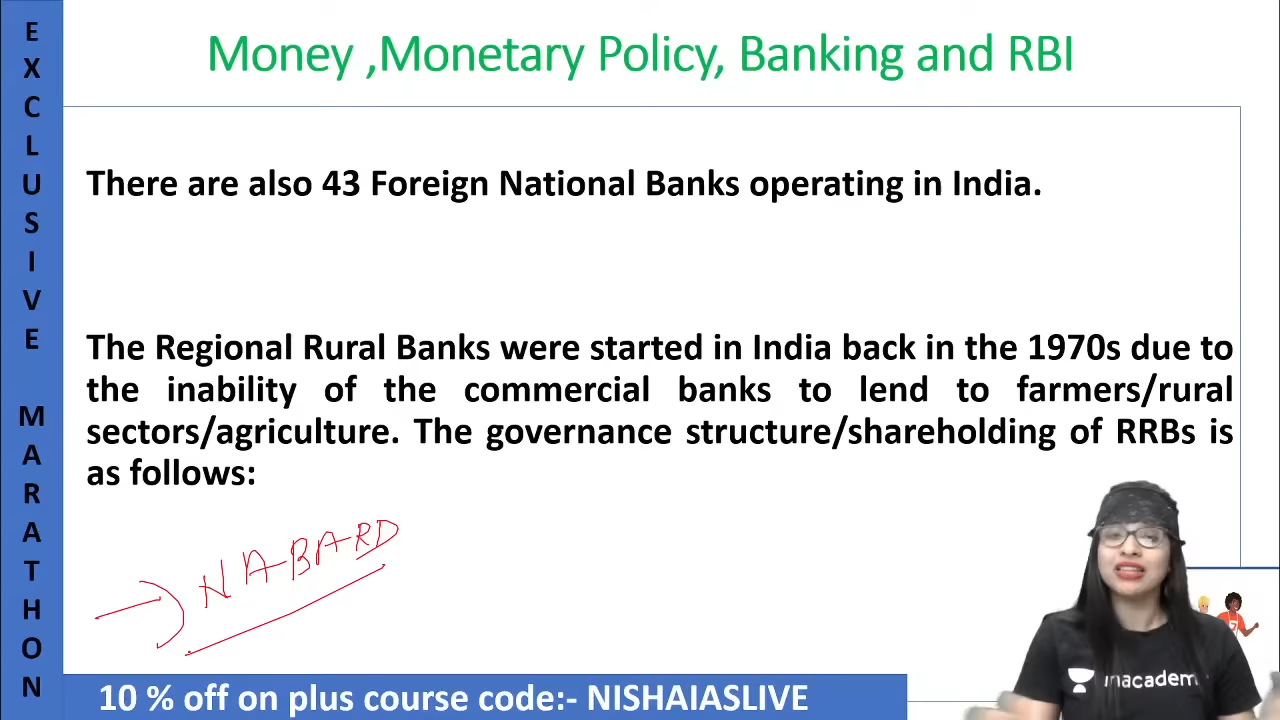 EXCLUSIVE MARATHON
Money ,Monetary Policy, Banking and RBI
There are also 43 Foreign National Banks operating in India.
The Regional Rural Banks were started in India back in the 1970s due to
the inability of the commercial banks to lend to farmers/rural
sectors/agriculture. The governance structure/shareholding of RRBs is
as follows:
NABARD
10 % off on plus course code:- NISHAIASLIVE